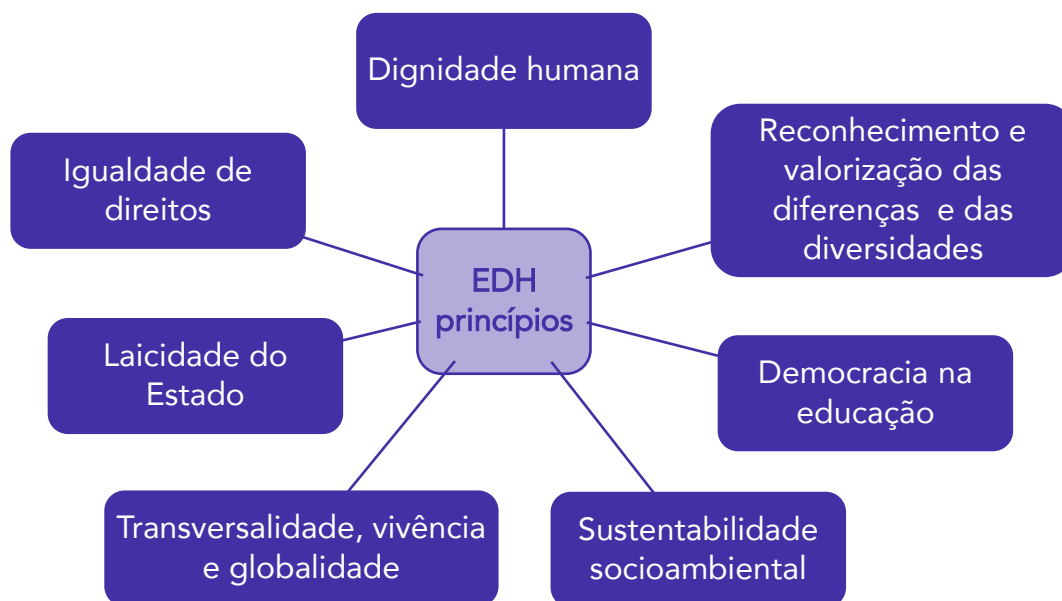 Dignidade humana
Reconhecimento e
valorização das
diferenças e das
diversidades
Igualdade de
direitos
EDH
princípios
Laicidade do
Estado
Democracia na
educação
Transversalidade, vivência
e globalidade
Sustentabilidade
socioambiental